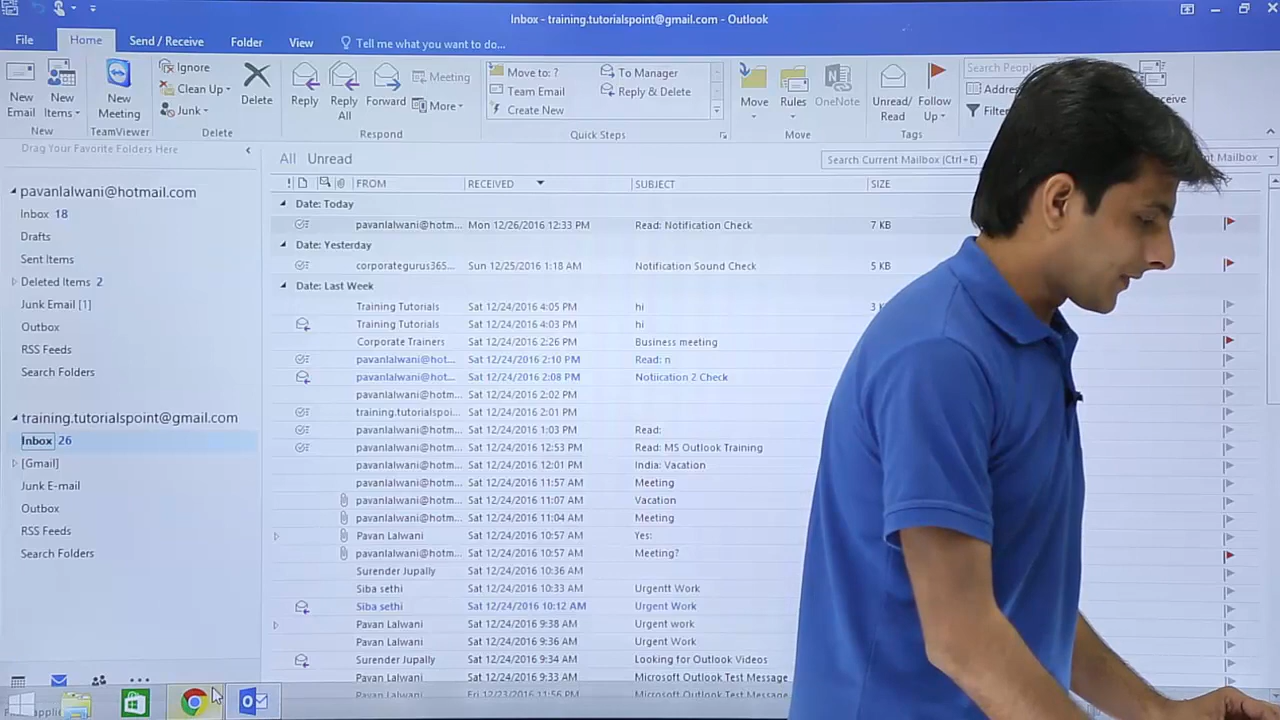 Inbox - training.tutorialspoint@gmail.com - Outlook
File Home Send / Receive Folder View Tell me what you want to do...
New Email
New Items
New Meeting
Ignore
Clean Up
Junk
Delete
Reply
Reply All
Forward
Meeting
More
Move to: ?
Team Email
Create New
To Manager
Reply & Delete
Move
Rules
OneNote
Unread/ Read
Follow Up
Search People
New TeamViewer Delete Respond Quick Steps Move Tags
Drag Your Favorite Folders Here
pavanlalwani@hotmail.com
Inbox 18
Drafts
Sent Items
Deleted Items 2
Junk Email [1]
Outbox
RSS Feeds
Search Folders
training.tutorialspoint@gmail.com
Inbox 26
[Gmail]
Junk E-mail
Outbox
RSS Feeds
Search Folders
All Unread Search Current Mailbox (Ctrl+E) Mailbox
! FROM RECEIVED SUBJECT SIZE
Date: Today
pavanlalwani@hotm... Mon 12/26/2016 12:33 PM Read: Notification Check 7 KB
Date: Yesterday
corporategurus365... Sun 12/25/2016 1:18 AM Notification Sound Check 5 KB
Date: Last Week
Training Tutorials Sat 12/24/2016 4:05 PM hi
Training Tutorials Sat 12/24/2016 4:03 PM hi
Corporate Trainers Sat 12/24/2016 2:26 PM Business meeting
pavanlalwani@hot... Sat 12/24/2016 2:10 PM Read: n
pavanlalwani@hot... Sat 12/24/2016 2:08 PM Notiication 2 Check
pavanlalwani@hotm... Sat 12/24/2016 2:02 PM
training.tutorialspoi... Sat 12/24/2016 2:01 PM
pavanlalwani@hotm... Sat 12/24/2016 1:03 PM Read:
pavanlalwani@hotm... Sat 12/24/2016 12:53 PM Read: MS Outlook Training
pavanlalwani@hotm... Sat 12/24/2016 12:01 PM India: Vacation
pavanlalwani@hotm... Sat 12/24/2016 11:57 AM Meeting
pavanlalwani@hotm... Sat 12/24/2016 11:07 AM Vacation
pavanlalwani@hotm... Sat 12/24/2016 11:04 AM Meeting
Pavan Lalwani Sat 12/24/2016 10:57 AM Yes:
pavanlalwani@hotm... Sat 12/24/2016 10:57 AM Meeting?
Surender Jupally Sat 12/24/2016 10:36 AM
Siba sethi Sat 12/24/2016 10:33 AM Urgentt Work
Siba sethi Sat 12/24/2016 10:12 AM Urgent Work
Pavan Lalwani Sat 12/24/2016 9:38 AM Urgent work
Pavan Lalwani Sat 12/24/2016 9:36 AM Urgent Work
Surender Jupally Sat 12/24/2016 9:34 AM Looking for Outlook Videos
Pavan Lalwani Sat 12/24/2016 9:33 AM Microsoft Outlook Test Message
Pavan Lalwani Fri 12/23/2016 11:56 Microsoft Outlook Test Message